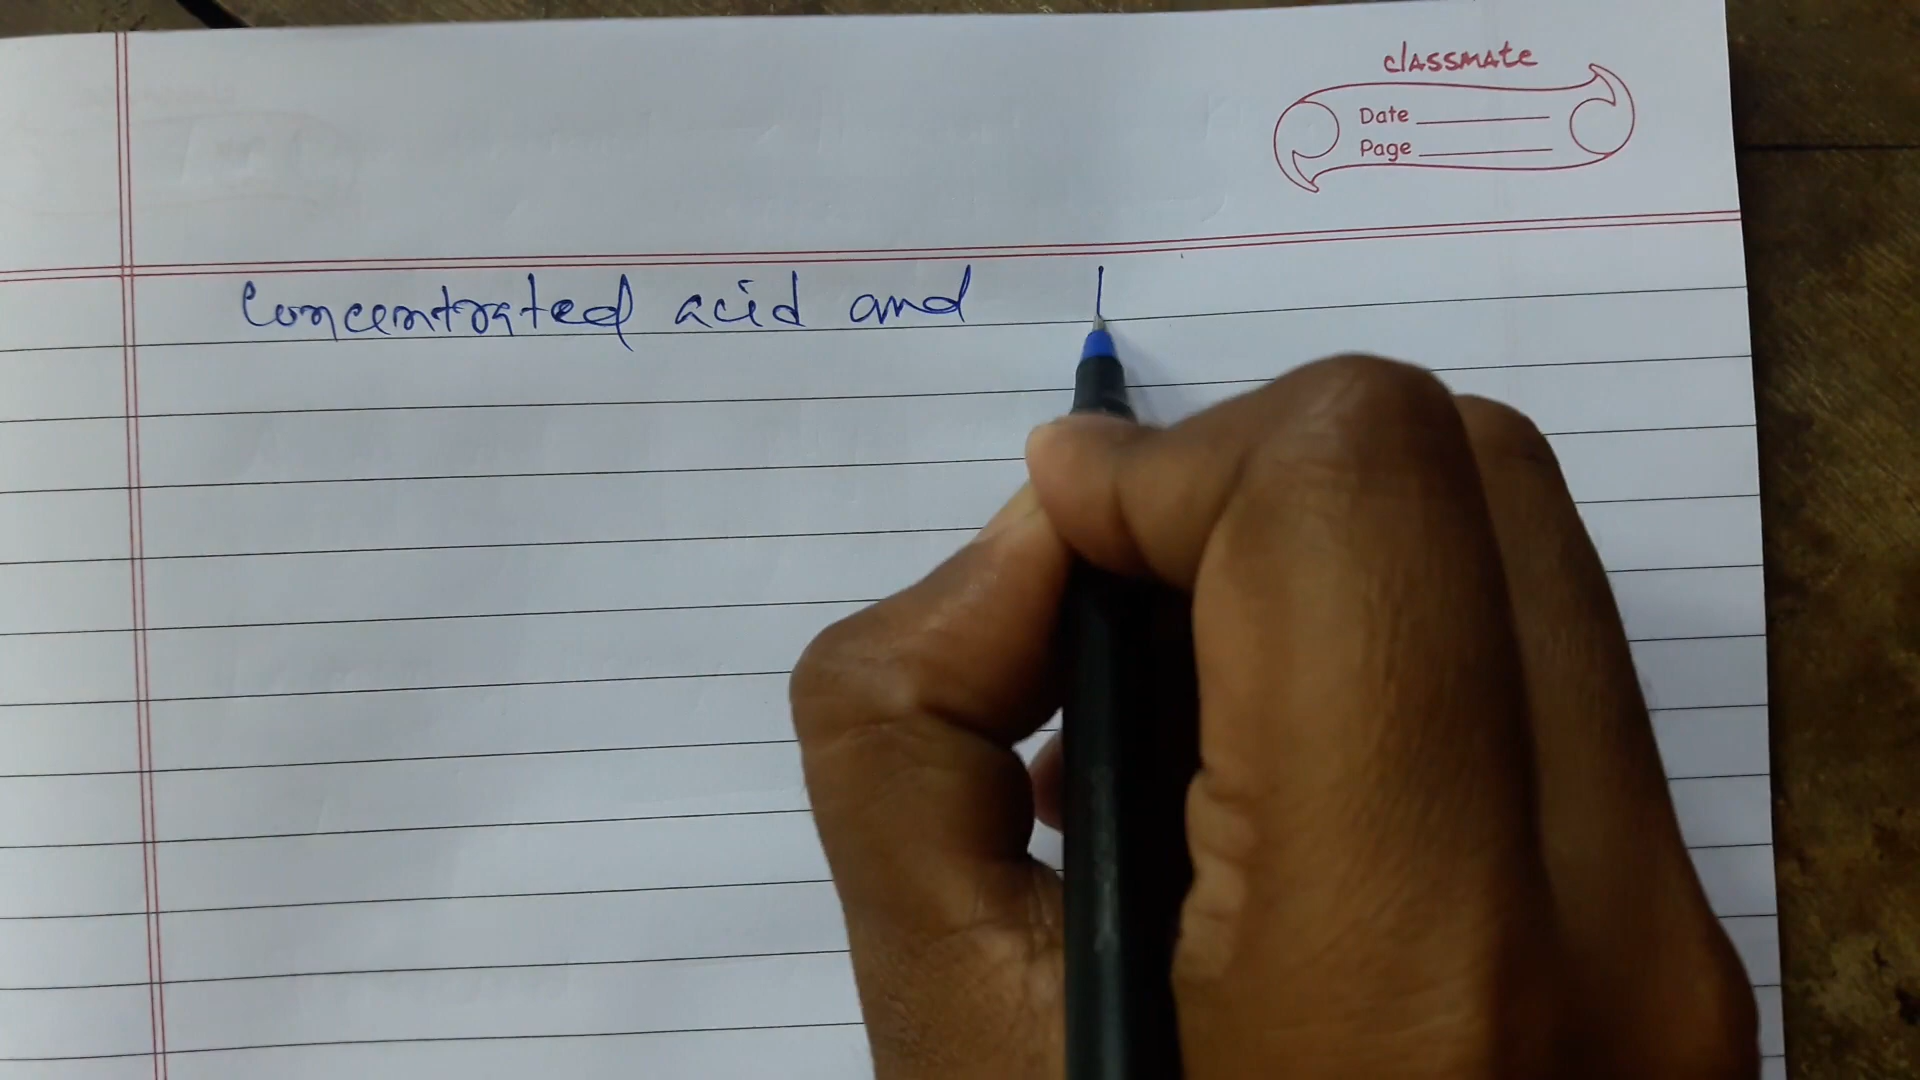 classmate
Date
Page
Concentrated acid and